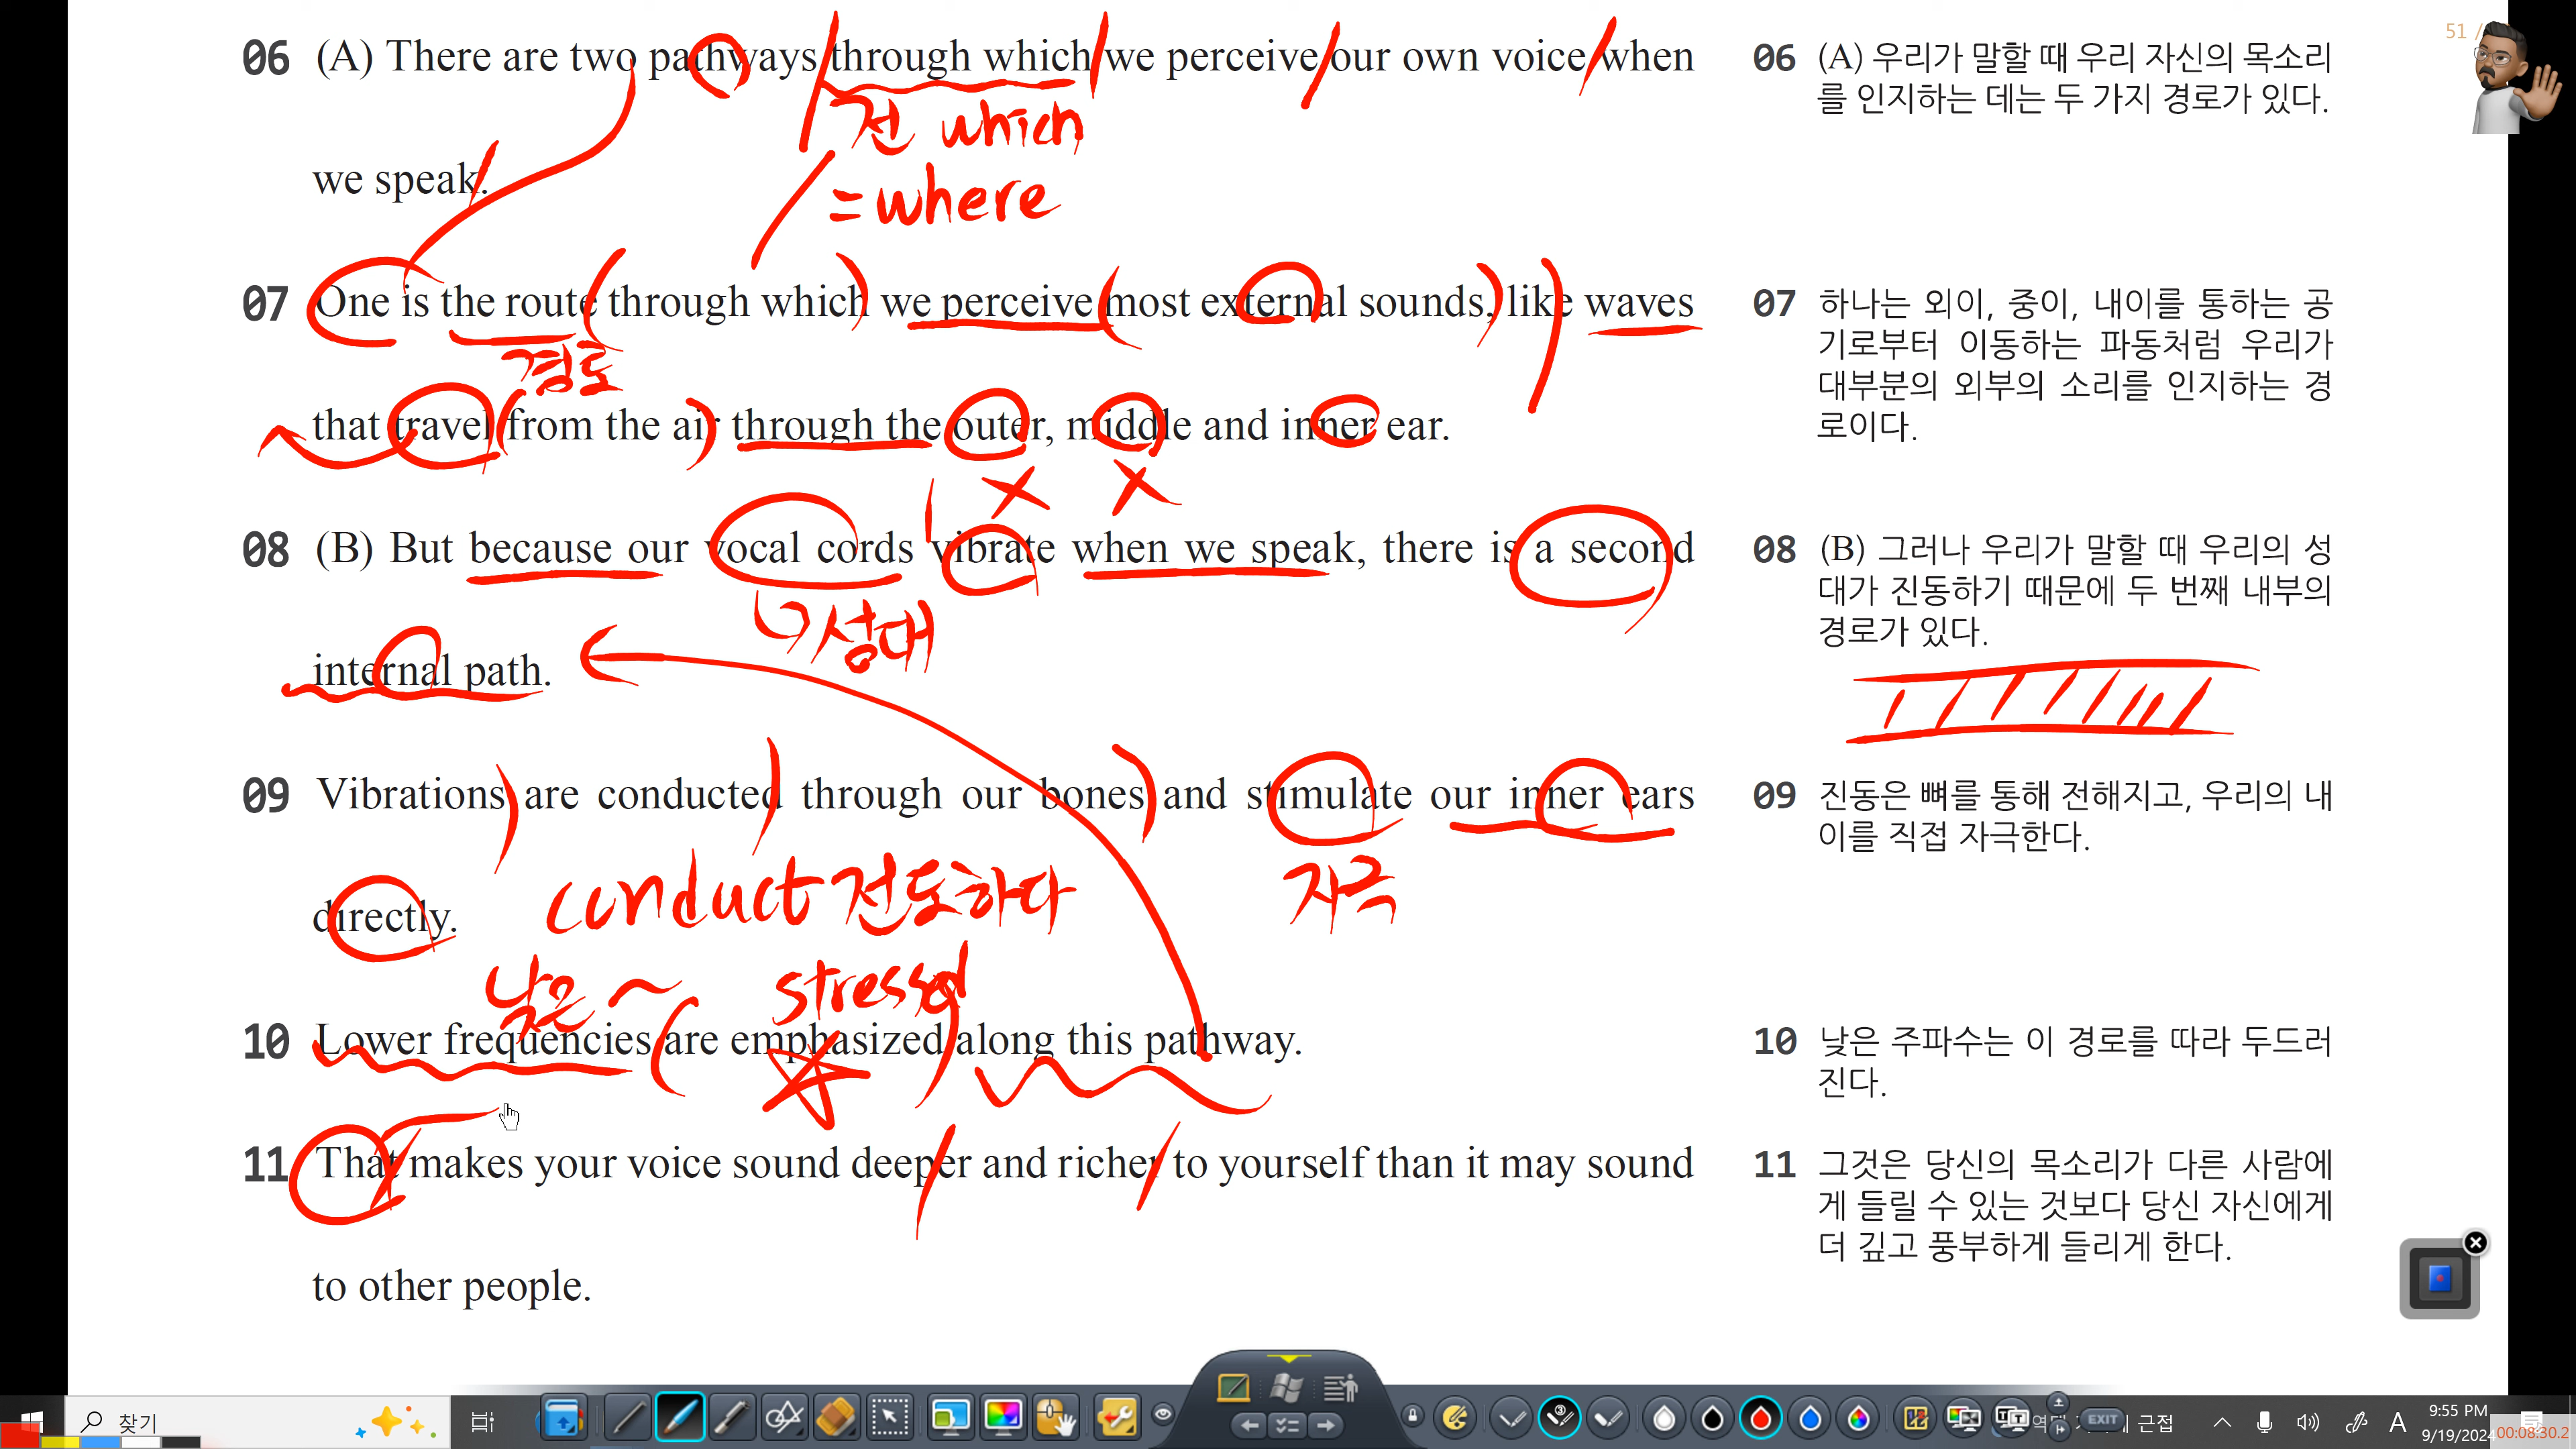 51 /
06 (A) There are two pathways through which we perceive our own voice when
we speak.
전 which
= where
06 (A) 우리가 말할 때 우리 자신의 목소리
를 인지하는 데는 두 가지 경로가 있다.
07 One is the route through which we perceive most external sounds, like waves
경로
that travel from the air through the outer, middle and inner ear.
07 하나는 외이, 중이, 내이를 통하는 공
기로부터 이동하는 파동처럼 우리가
대부분의 외부의 소리를 인지하는 경
로이다.
08 (B) But because our vocal cords vibrate when we speak, there is a second
성대
internal path.
08 (B) 그러나 우리가 말할 때 우리의 성
대가 진동하기 때문에 두 번째 내부의
경로가 있다.
09 Vibrations are conducted through our bones and stimulate our inner ears
directly.
conduct 전도하다
자극
09 진동은 뼈를 통해 전해지고, 우리의 내
이를 직접 자극한다.
낮은 ~
stressed
10 Lower frequencies are emphasized along this pathway.
10 낮은 주파수는 이 경로를 따라 두드러
진다.
11 That makes your voice sound deeper and richer to yourself than it may sound
to other people.
11 그것은 당신의 목소리가 다른 사람에
게 들릴 수 있는 것보다 당신 자신에게
더 깊고 풍부하게 들리게 한다.
찾기
EXIT
근접
A
9:55 PM
9/19/2024
00:08:30.2